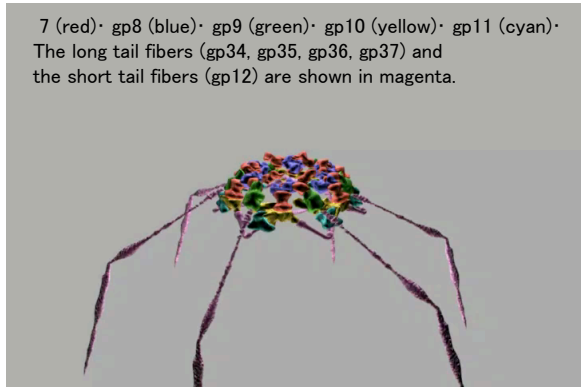 7 (red)· gp8 (blue)· gp9 (green)· gp10 (yellow)· gp11 (cyan)·
The long tail fibers (gp34, gp35, gp36, gp37) and
the short tail fibers (gp12) are shown in magenta.